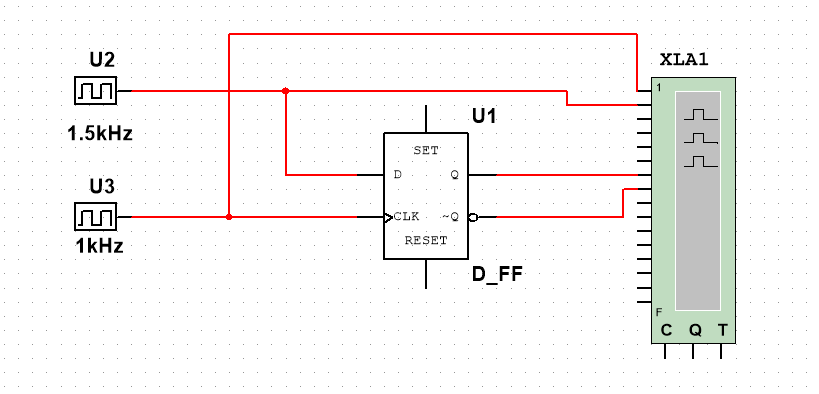 U2
XLA1
1
1.5kHz
U1
SET
D Q
U3
CLK ~Q
1kHz
RESET
D_FF
F
C Q T